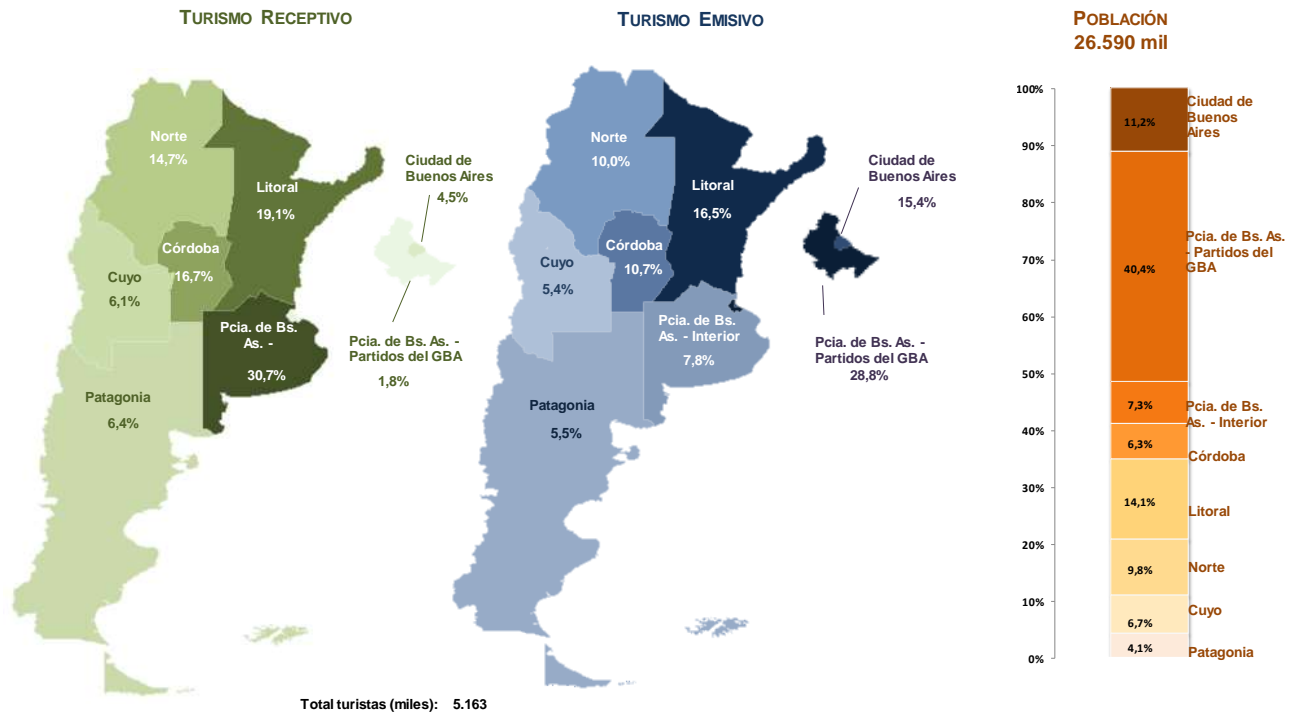 TURISMO RECEPTIVO
Norte
14,7%
Litoral
19,1%
Ciudad de
Buenos Aires
4,5%
Córdoba
16,7%
Cuyo
6,1%
Pcia. de Bs.
As. -
30,7%
Pcia. de Bs. As. -
Partidos del GBA
1,8%
Patagonia
6,4%
TURISMO EMISIVO
Norte
10,0%
Litoral
16,5%
Ciudad de
Buenos Aires
15,4%
Córdoba
10,7%
Cuyo
5,4%
Pcia. de Bs.
As. - Interior
7,8%
Pcia. de Bs. As. -
Partidos del GBA
28,8%
Patagonia
5,5%
Total turistas (miles): 5.163
POBLACIÓN
26.590 mil
100%
90%
80%
70%
60%
50%
40%
30%
20%
10%
0%
11,2%
40,4%
7,3%
6,3%
14,1%
9,8%
6,7%
4,1%
Ciudad de
Buenos
Aires
Pcia. de Bs. As.
- Partidos del
GBA
Pcia. de Bs.
As. - Interior
Córdoba
Litoral
Norte
Cuyo
Patagonia